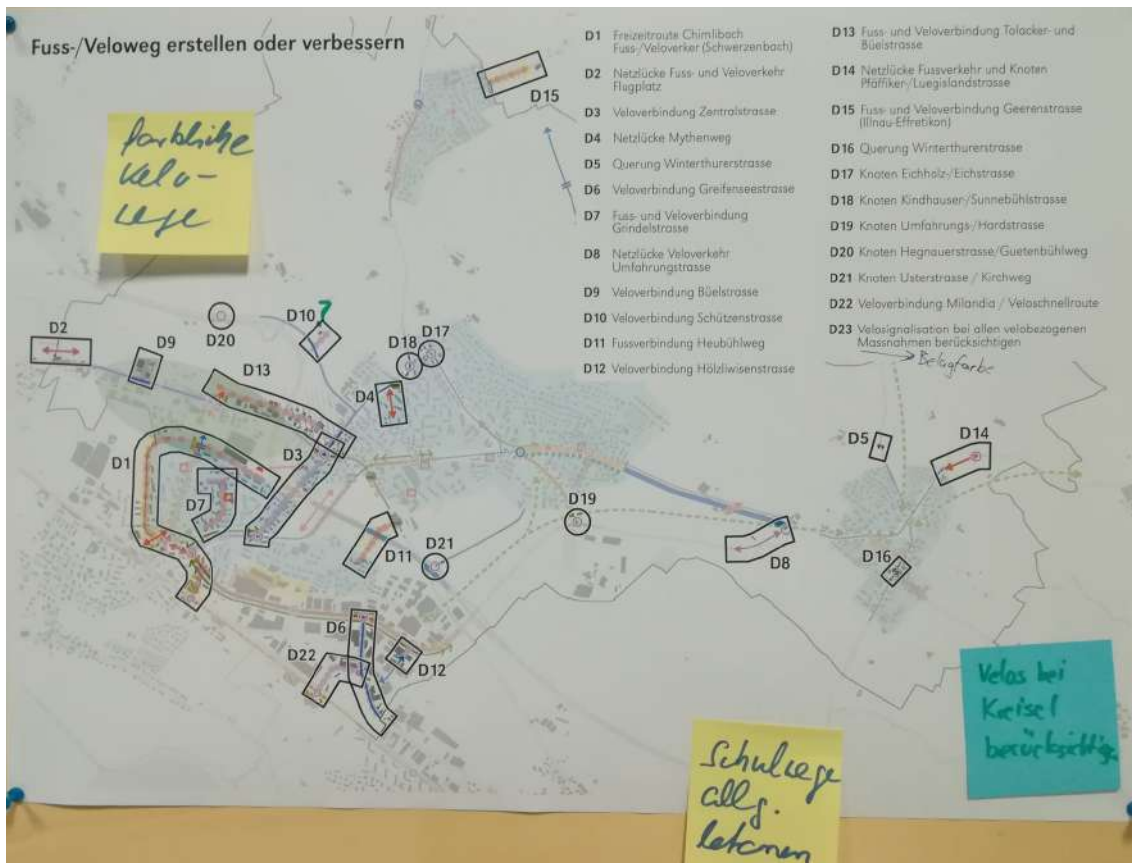 Fuss-/Veloweg erstellen oder verbessern
D1 Freizeitroute Chimlibach
Fuss-/Veloverker (Schwerzenbach)
D2 Netzlücke Fuss- und Veloverkehr
Flugplatz
D3 Veloverbindung Zentralstrasse
D4 Netzlücke Mythenweg
D5 Querung Winterthurerstrasse
D6 Veloverbindung Greifenseestrasse
D7 Fuss- und Veloverbindung
Grindelstrasse
D8 Netzlücke Veloverkehr
Umfahrungstrasse
D9 Veloverbindung Büelstrasse
D10 Veloverbindung Schützenstrasse
D11 Fussverbindung Heubühlweg
D12 Veloverbindung Hölzliwisenstrasse
D13 Fuss- und Veloverbindung Tolacker- und
Büelstrasse
D14 Netzlücke Fussverkehr und Knoten
Pfäffiker-/Luegislandstrasse
D15 Fuss- und Veloverbindung Geerenstrasse
(Illnau-Effretikon)
D16 Querung Winterthurerstrasse
D17 Knoten Eichholz-/Eichstrasse
D18 Knoten Kindhauser-/Sunnebühlstrasse
D19 Knoten Umfahrungs-/Hardstrasse
D20 Knoten Hegnauerstrasse/Guetenbühlweg
D21 Knoten Usterstrasse / Kirchweg
D22 Veloverbindung Milandia / Veloschnellroute
D23 Velosignalisation bei allen velobezogenen
Massnahmen berücksichtigen
Belagfarbe
farbliche
Velo-
wege
D15
D2
D9
D20
D10
?
D18
D17
D13
D4
D1
D3
D7
D5
D14
D19
D11
D21
D8
D16
D6
D22
D12
Velos bei
Kreisel
berücksichtige
Schulwege
allg.
betonen